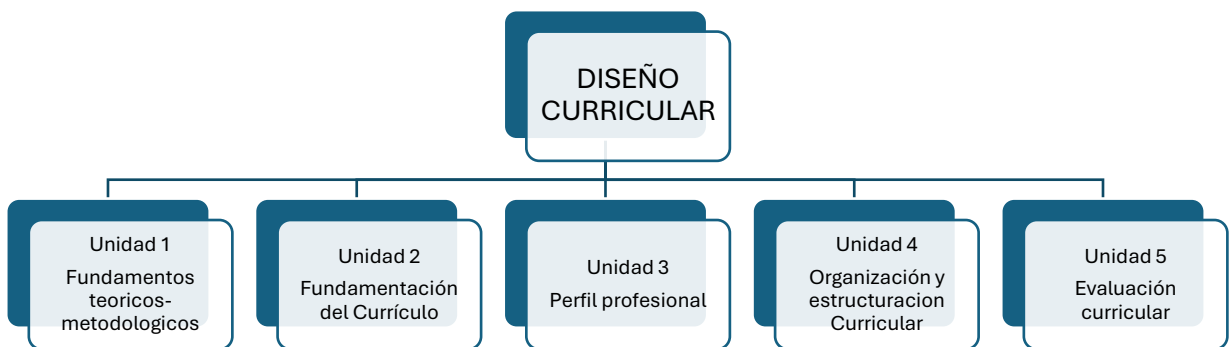 DISEÑO
CURRICULAR
Unidad 1
Fundamentos
teoricos-
metodologicos
Unidad 2
Fundamentación
del Currículo
Unidad 3
Perfil profesional
Unidad 4
Organización y
estructuracion
Curricular
Unidad 5
Evaluación
curricular